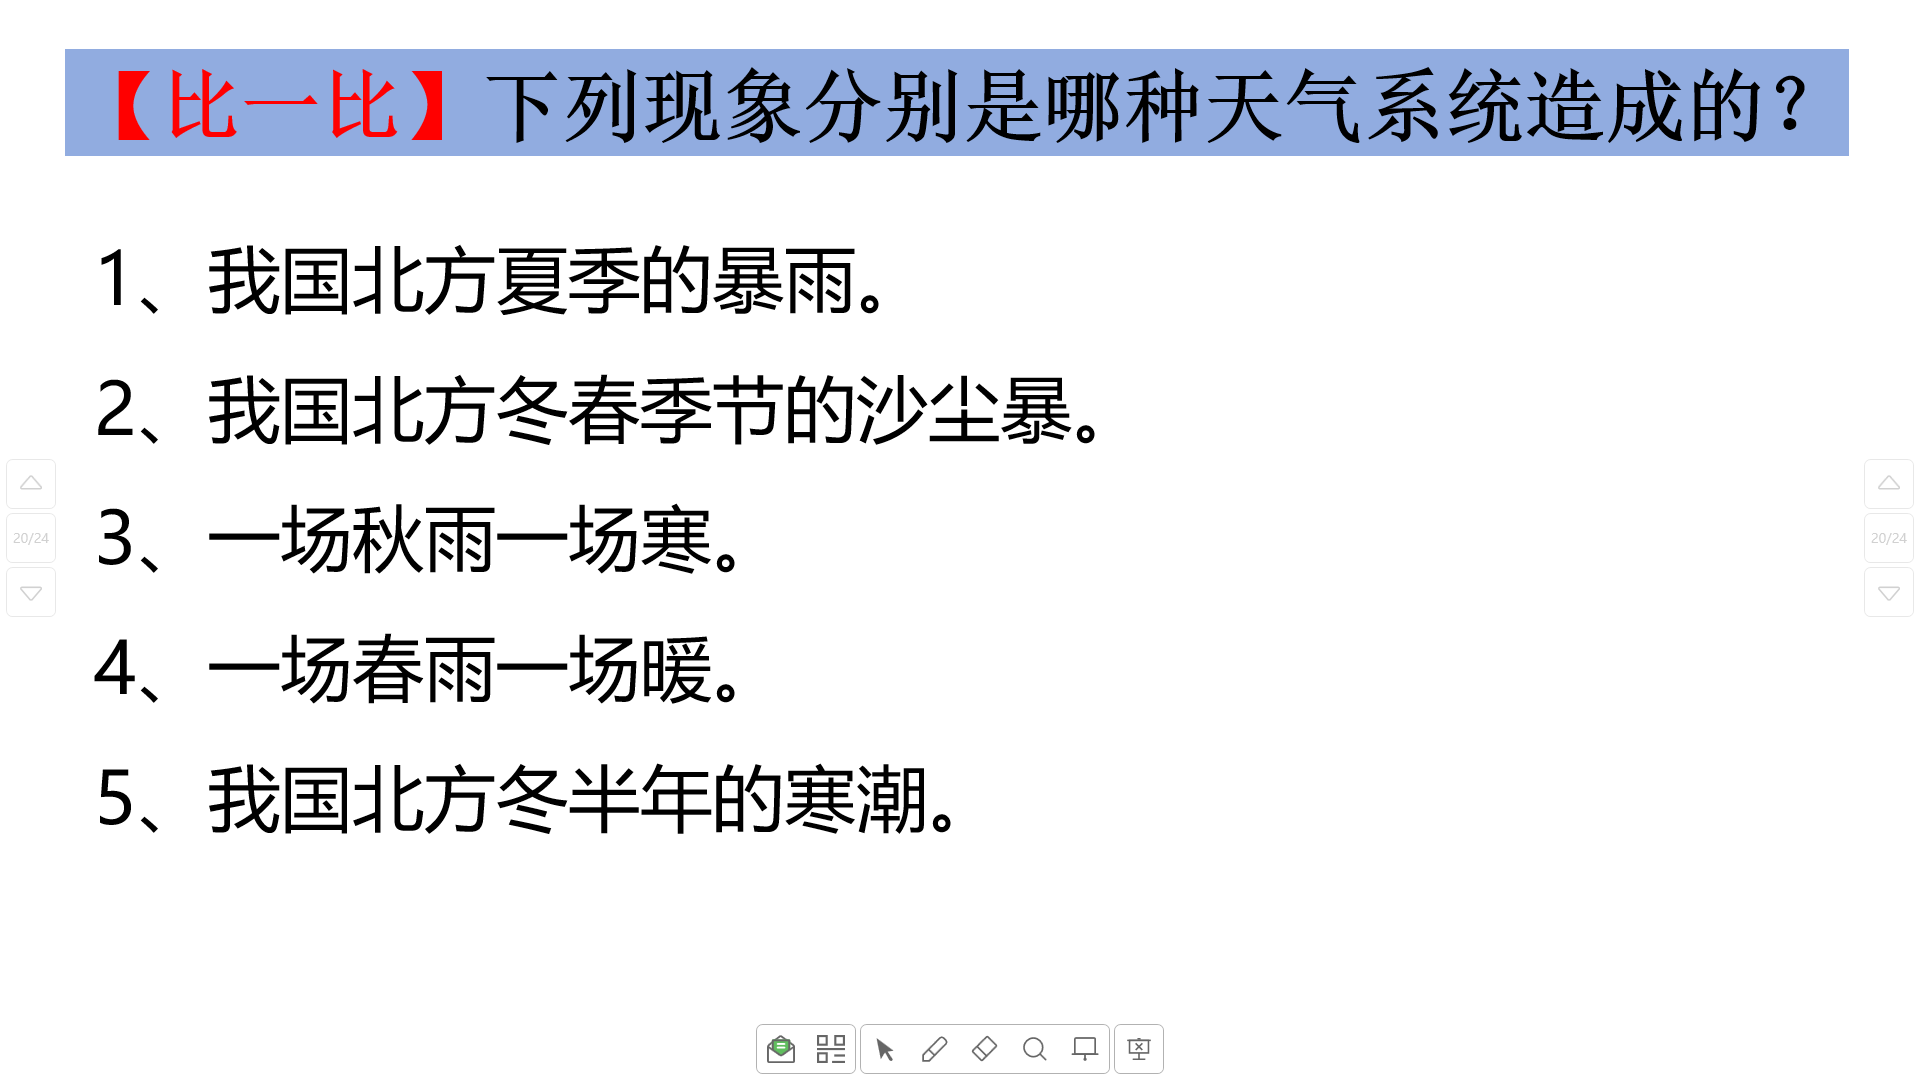 【比一比】下列现象分别是哪种天气系统造成的？
1、我国北方夏季的暴雨。
2、我国北方冬春季节的沙尘暴。
3、一场秋雨一场寒。
20/24
20/24
4、一场春雨一场暖。
5、我国北方冬半年的寒潮。